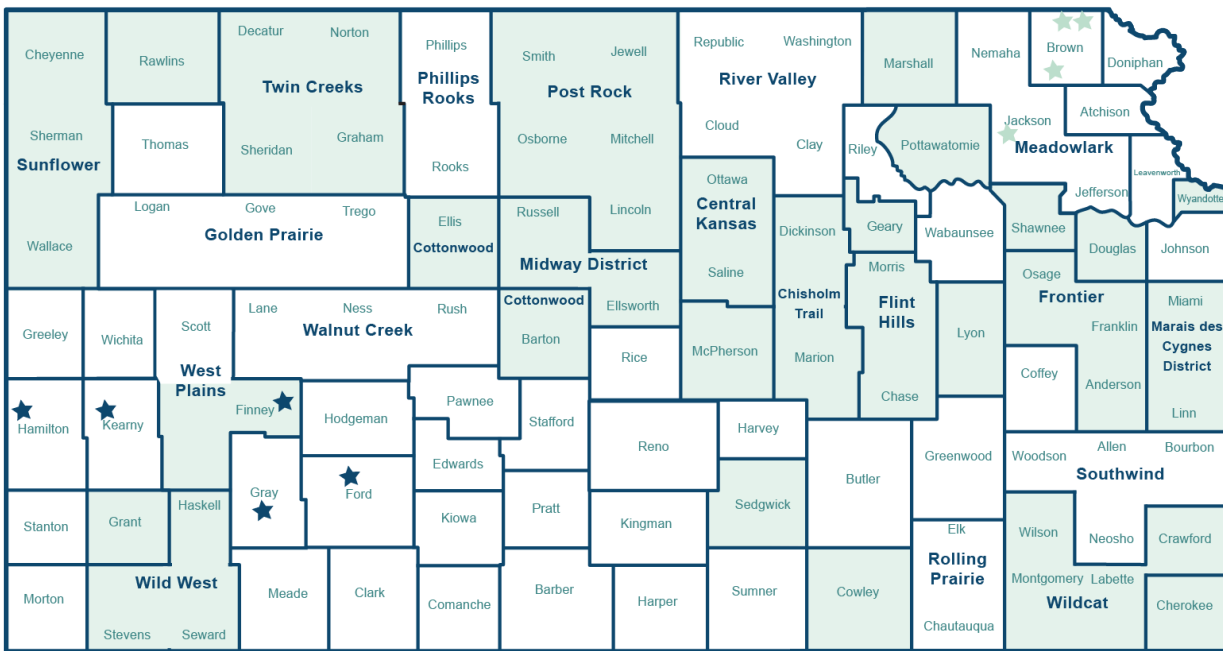 Cheyenne
Rawlins
Decatur
Norton
Twin Creeks
Sheridan
Graham
Phillips
Phillips
Rooks
Rooks
Smith
Jewell
Post Rock
Osborne
Mitchell
Lincoln
Republic
Washington
River Valley
Cloud
Clay
Marshall
Nemaha
Brown
Doniphan
Atchison
Jackson
Meadowlark
Jefferson
Leavenworth
Wyandotte
Riley
Pottawatomie
Sherman
Sunflower
Wallace
Thomas
Logan
Gove
Trego
Golden Prairie
Ellis
Cottonwood
Russell
Midway District
Ellsworth
Cottonwood
Barton
Ottawa
Central
Kansas
Saline
Dickinson
Chisholm
Trail
Marion
Geary
Wabaunsee
Shawnee
Douglas
Johnson
Morris
Flint
Hills
Chase
Lyon
Osage
Frontier
Franklin
Anderson
Coffey
Miami
Marais des
Cygnes
District
Linn
Greeley
Wichita
Scott
West
Plains
Finney
Lane
Ness
Rush
Walnut Creek
Rice
McPherson
Hamilton
Kearny
Hodgeman
Pawnee
Stafford
Edwards
Gray
Ford
Kiowa
Pratt
Reno
Harvey
Kingman
Sedgwick
Butler
Greenwood
Woodson
Allen
Bourbon
Southwind
Neosho
Stanton
Grant
Haskell
Wild West
Stevens
Seward
Morton
Meade
Clark
Comanche
Barber
Harper
Sumner
Cowley
Elk
Rolling
Prairie
Chautauqua
Wilson
Montgomery
Labette
Wildcat
Crawford
Cherokee